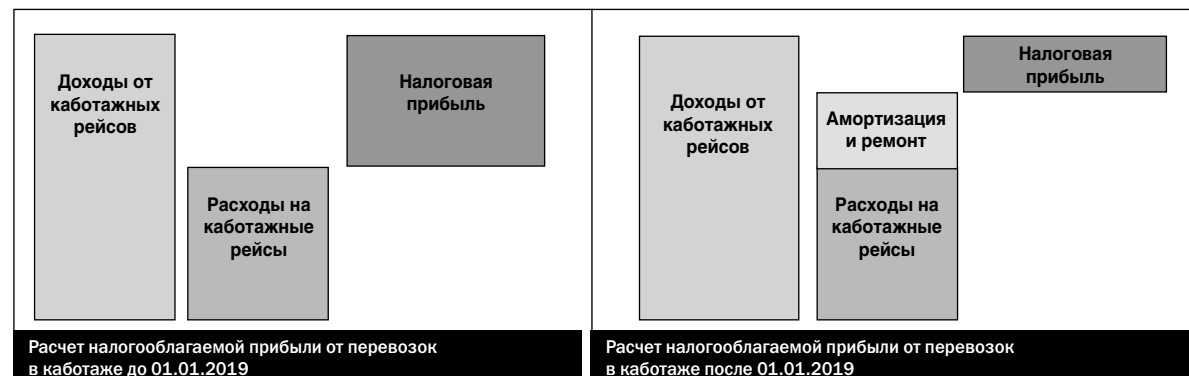 Доходы от
каботажных
рейсов
Расходы на
каботажные
рейсы
Налоговая
прибыль
Расчет налогооблагаемой прибыли от перевозок
в каботаже до 01.01.2019
Доходы от
каботажных
рейсов
Амортизация
и ремонт
Расходы на
каботажные
рейсы
Налоговая
прибыль
Расчет налогооблагаемой прибыли от перевозок
в каботаже после 01.01.2019